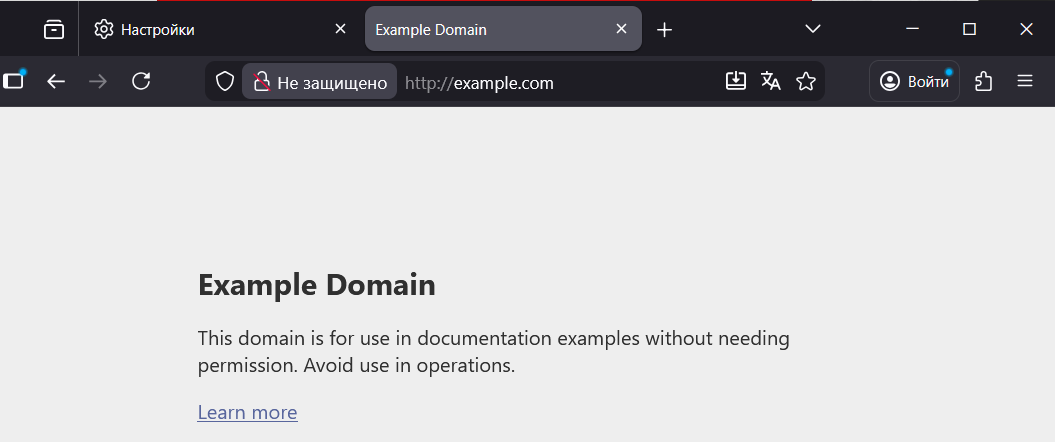 Настройки
Example Domain
Не защищено http://example.com
Войти
Example Domain
This domain is for use in documentation examples without needing
permission. Avoid use in operations.
Learn more